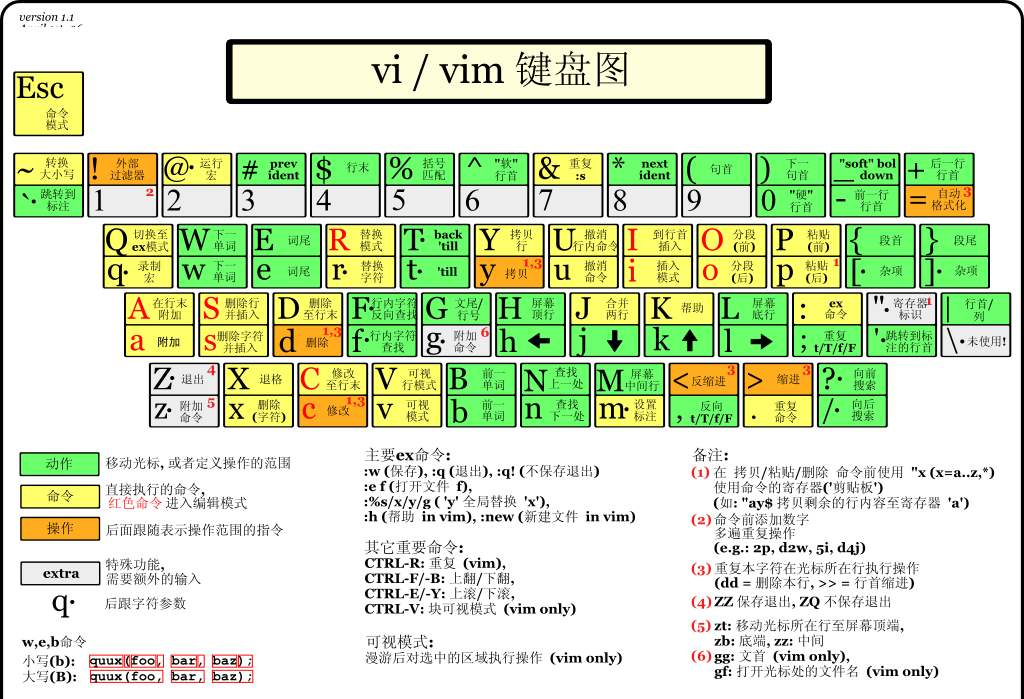 version 1.1
vi / vim 键盘图
Esc 命令模式
~ 转换大小写
! 外部过滤器
@· 运行宏
# prev ident
$ 行末
% 括号匹配
^ "软"行首
& 重复 :s
* next ident
( 句首
) 下一句首
"soft" bol down _
+ 后一行行首
`· 跳转到标注
1 2
2
3
4
5
6
7
8
9
0 "硬"行首
- 前一行行首
= 自动格式化 3
Q 切换至ex模式
W 下一单词
E 词尾
R 替换模式
T· back 'till
Y 拷贝行
U 撤消行内命令
I 到行首插入
O 分段(前)
P 粘贴(前)
{ 段首
} 段尾
q· 录制宏
w 下一单词
e 词尾
r· 替换字符
t· 'till
y 拷贝 1,3
u 撤消命令
i 插入模式
o 分段(后)
p 粘贴(后) 1
[· 杂项
]· 杂项
A 在行末附加
S 删除行并插入
D 删除至行末
F 行内字符反向查找
G 文尾/行号
H 屏幕顶行
J 合并两行
K 帮助
L 屏幕底行
: ex命令
"· 寄存器标识 1
| 行首/列
a 附加
s 删除字符并插入
d 删除 1,3
f· 行内字符查找
g· 附加命令 6
h ←
j ↓
k ↑
l →
; 重复 t/T/f/F
'· 跳转到标注的行首
\· 未使用!
Z· 退出 4
X 退格
C 修改至行末
V 可视行模式
B 前一单词
N 查找上一处
M 屏幕中间行
< 反缩进 3
> 缩进 3
?· 向前搜索
z· 附加命令 5
x 删除(字符)
c 修改 1,3
v 可视模式
b 前一单词
n 查找下一处
m· 设置标注
, 反向 t/T/f/F
. 重复命令
/· 向后搜索
动作 移动光标, 或者定义操作的范围
命令 直接执行的命令,
红色命令 进入编辑模式
操作 后面跟随表示操作范围的指令
extra 特殊功能,
需要额外的输入
q· 后跟字符参数
w,e,b命令
小写(b): quux(foo, bar, baz);
大写(B): quux(foo, bar, baz);
主要ex命令:
:w (保存), :q (退出), :q! (不保存退出)
:e f (打开文件 f),
:%s/x/y/g ( 'y' 全局替换 'x'),
:h (帮助 in vim), :new (新建文件 in vim)
其它重要命令:
CTRL-R: 重复 (vim),
CTRL-F/-B: 上翻/下翻,
CTRL-E/-Y: 上滚/下滚,
CTRL-V: 块可视模式 (vim only)
可视模式:
漫游后对选中的区域执行操作 (vim only)
备注:
(1) 在 拷贝/粘贴/删除 命令前使用 "x (x=a..z,*)
使用命令的寄存器('剪贴板')
(如: "ay$ 拷贝剩余的行内容至寄存器 'a')
(2) 命令前添加数字
多遍重复操作
(e.g.: 2p, d2w, 5i, d4j)
(3) 重复本字符在光标所在行执行操作
(dd = 删除本行, >> = 行首缩进)
(4) ZZ 保存退出, ZQ 不保存退出
(5) zt: 移动光标所在行至屏幕顶端,
zb: 底端, zz: 中间
(6) gg: 文首 (vim only),
gf: 打开光标处的文件名 (vim only)